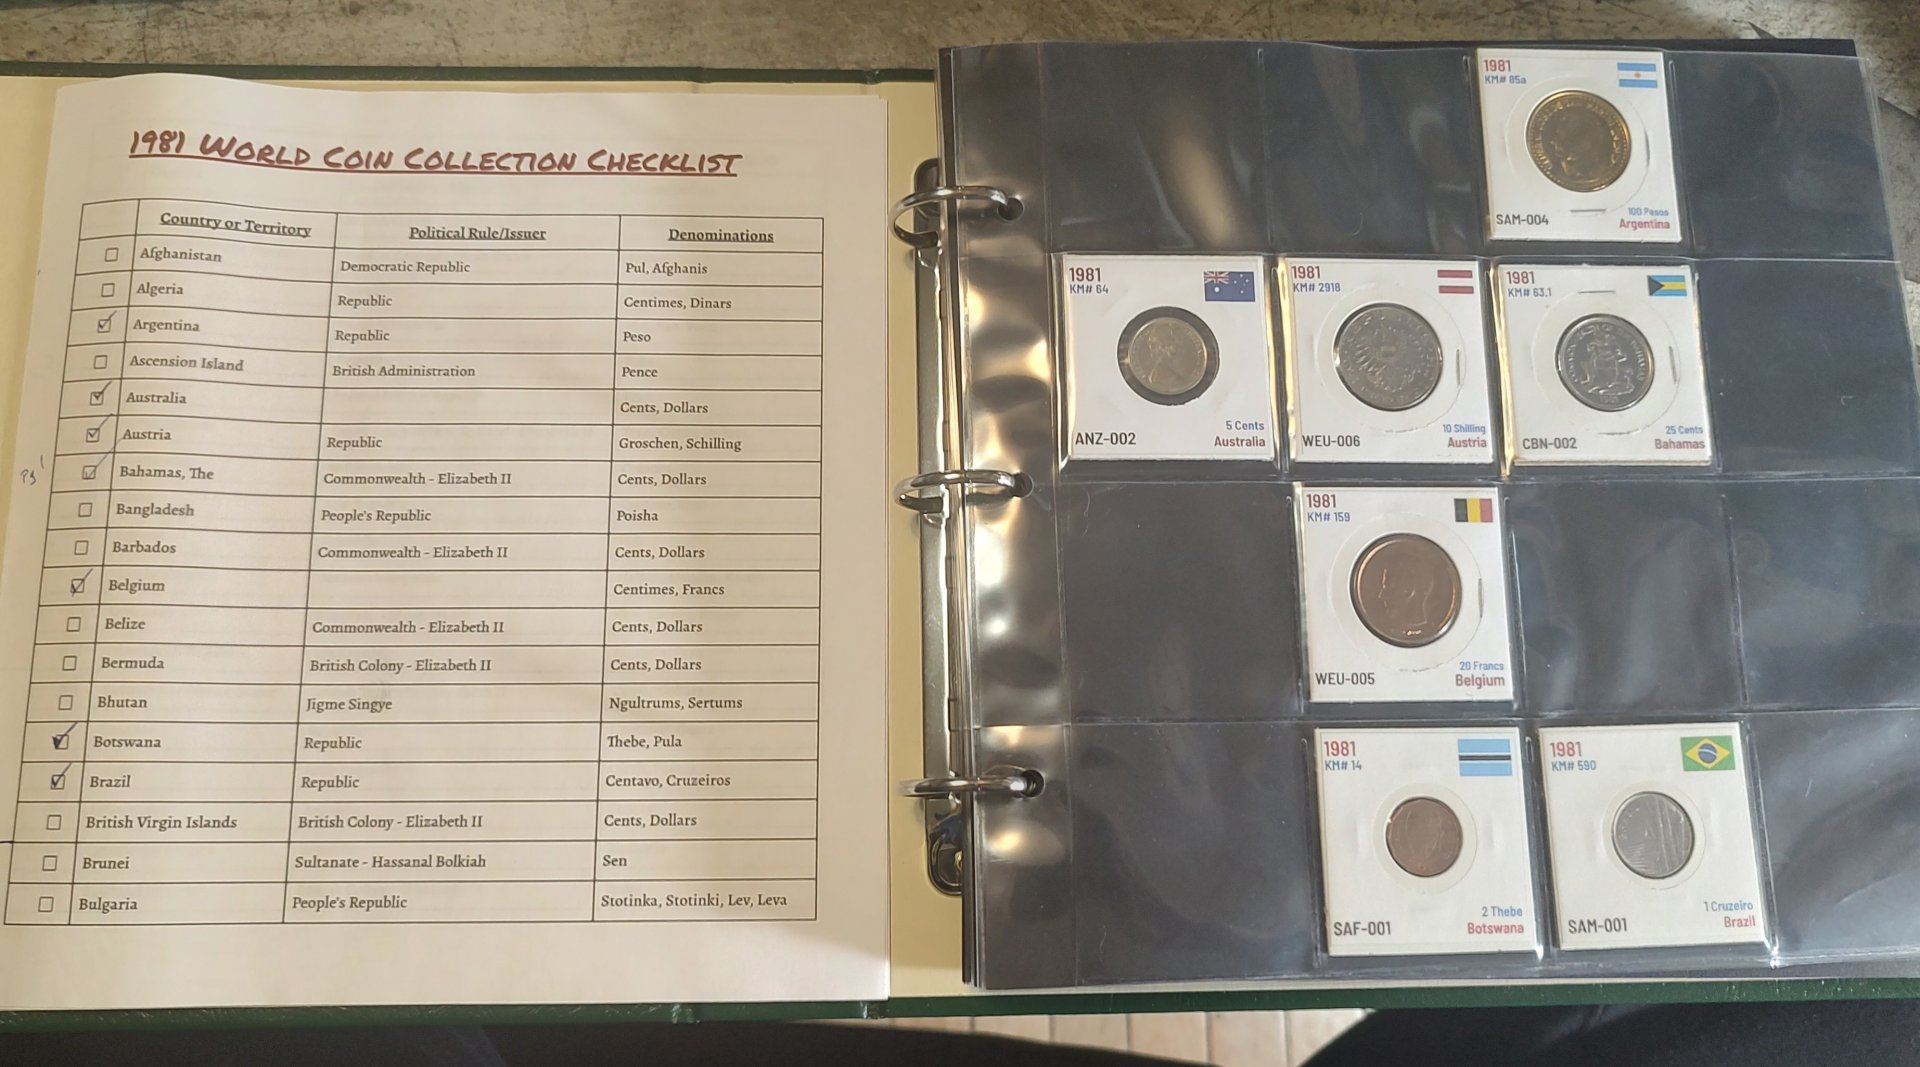 1981 WORLD COIN COLLECTION CHECKLIST
Country or Territory Political Rule/Issuer Denominations
Afghanistan Democratic Republic Pul, Afghanis
Algeria Republic Centimes, Dinars
Argentina Republic Peso
Ascension Island British Administration Pence
Australia Cents, Dollars
Austria Republic Groschen, Schilling
Bahamas, The Commonwealth - Elizabeth II Cents, Dollars
Bangladesh People's Republic Poisha
Barbados Commonwealth - Elizabeth II Cents, Dollars
Belgium Centimes, Francs
Belize Commonwealth - Elizabeth II Cents, Dollars
Bermuda British Colony - Elizabeth II Cents, Dollars
Bhutan Jigme Singye Ngultrums, Sertums
Botswana Republic Thebe, Pula
Brazil Republic Centavo, Cruzeiros
British Virgin Islands British Colony - Elizabeth II Cents, Dollars
Brunei Sultanate - Hassanal Bolkiah Sen
Bulgaria People's Republic Stotinka, Stotinki, Lev, Leva
1981
KM# 85a
100 Pesos
SAM-004 Argentina
1981
KM# 64
5 Cents
ANZ-002 Australia
1981
KM# 2918
10 Shilling
WEU-006 Austria
1981
KM# 63.1
25 Cents
CBN-002 Bahamas
1981
KM# 159
20 Francs
WEU-005 Belgium
1981
KM# 14
2 Thebe
SAF-001 Botswana
1981
KM# 590
1 Cruzeiro
SAM-001 Brazil